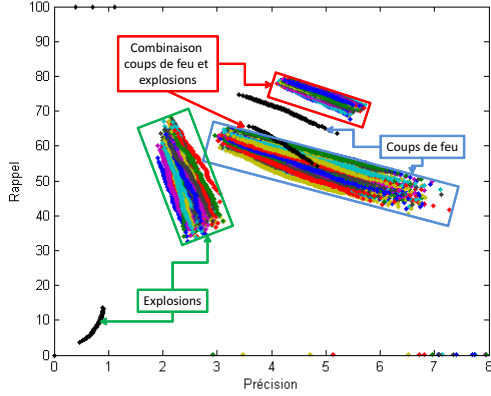 100
90
80
70
60
50
40
30
20
10
0
Rappel
Combinaison
coups de feu et
explosions
Coups de feu
Explosions
0 1 2 3 4 5 6 7 8
Précision